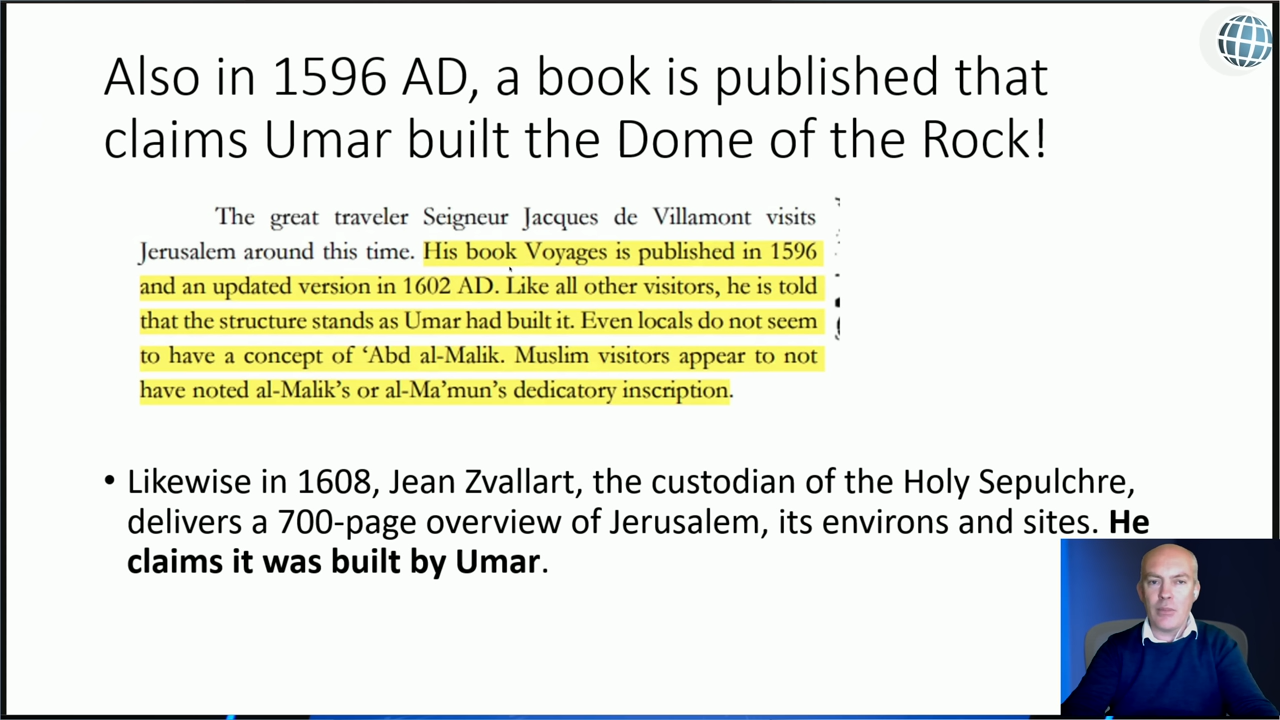 Also in 1596 AD, a book is published that
claims Umar built the Dome of the Rock!
The great traveler Seigneur Jacques de Villamont visits
Jerusalem around this time. His book Voyages is published in 1596
and an updated version in 1602 AD. Like all other visitors, he is told
that the structure stands as Umar had built it. Even locals do not seem
to have a concept of ‘Abd al-Malik. Muslim visitors appear to not
have noted al-Malik’s or al-Ma’mun’s dedicatory inscription.
• Likewise in 1608, Jean Zvallart, the custodian of the Holy Sepulchre,
delivers a 700-page overview of Jerusalem, its environs and sites. He
claims it was built by Umar.